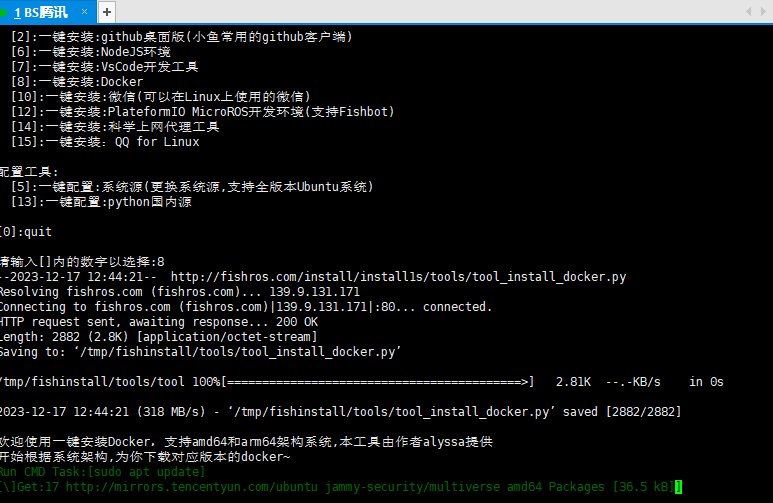 1 BS腾讯 × +
[2]:一键安装:github桌面版(小鱼常用的github客户端)
[6]:一键安装:NodeJS环境
[7]:一键安装:VsCode开发工具
[8]:一键安装:Docker
[10]:一键安装:微信(可以在Linux上使用的微信)
[12]:一键安装:PlateformIO MicroROS开发环境(支持Fishbot)
[14]:一键安装:科学上网代理工具
[15]:一键安装：QQ for Linux
配置工具:
[5]:一键配置:系统源(更换系统源,支持全版本Ubuntu系统)
[13]:一键配置:python国内源
[0]:quit
请输入[]内的数字以选择:8
--2023-12-17 12:44:21--  http://fishros.com/install/install1s/tools/tool_install_docker.py
Resolving fishros.com (fishros.com)... 139.9.131.171
Connecting to fishros.com (fishros.com)|139.9.131.171|:80... connected.
HTTP request sent, awaiting response... 200 OK
Length: 2882 (2.8K) [application/octet-stream]
Saving to: ‘/tmp/fishinstall/tools/tool_install_docker.py’
/tmp/fishinstall/tools/tool 100%[==========================================>]   2.81K  --.-KB/s    in 0s
2023-12-17 12:44:21 (318 MB/s) - ‘/tmp/fishinstall/tools/tool_install_docker.py’ saved [2882/2882]
欢迎使用一键安装Docker，支持amd64和arm64架构系统,本工具由作者alyssa提供
开始根据系统架构,为你下载对应版本的docker~
Run CMD Task:[sudo apt update]
[\]Get:17 http://mirrors.tencentyun.com/ubuntu jammy-security/multiverse amd64 Packages [36.5 kB]]